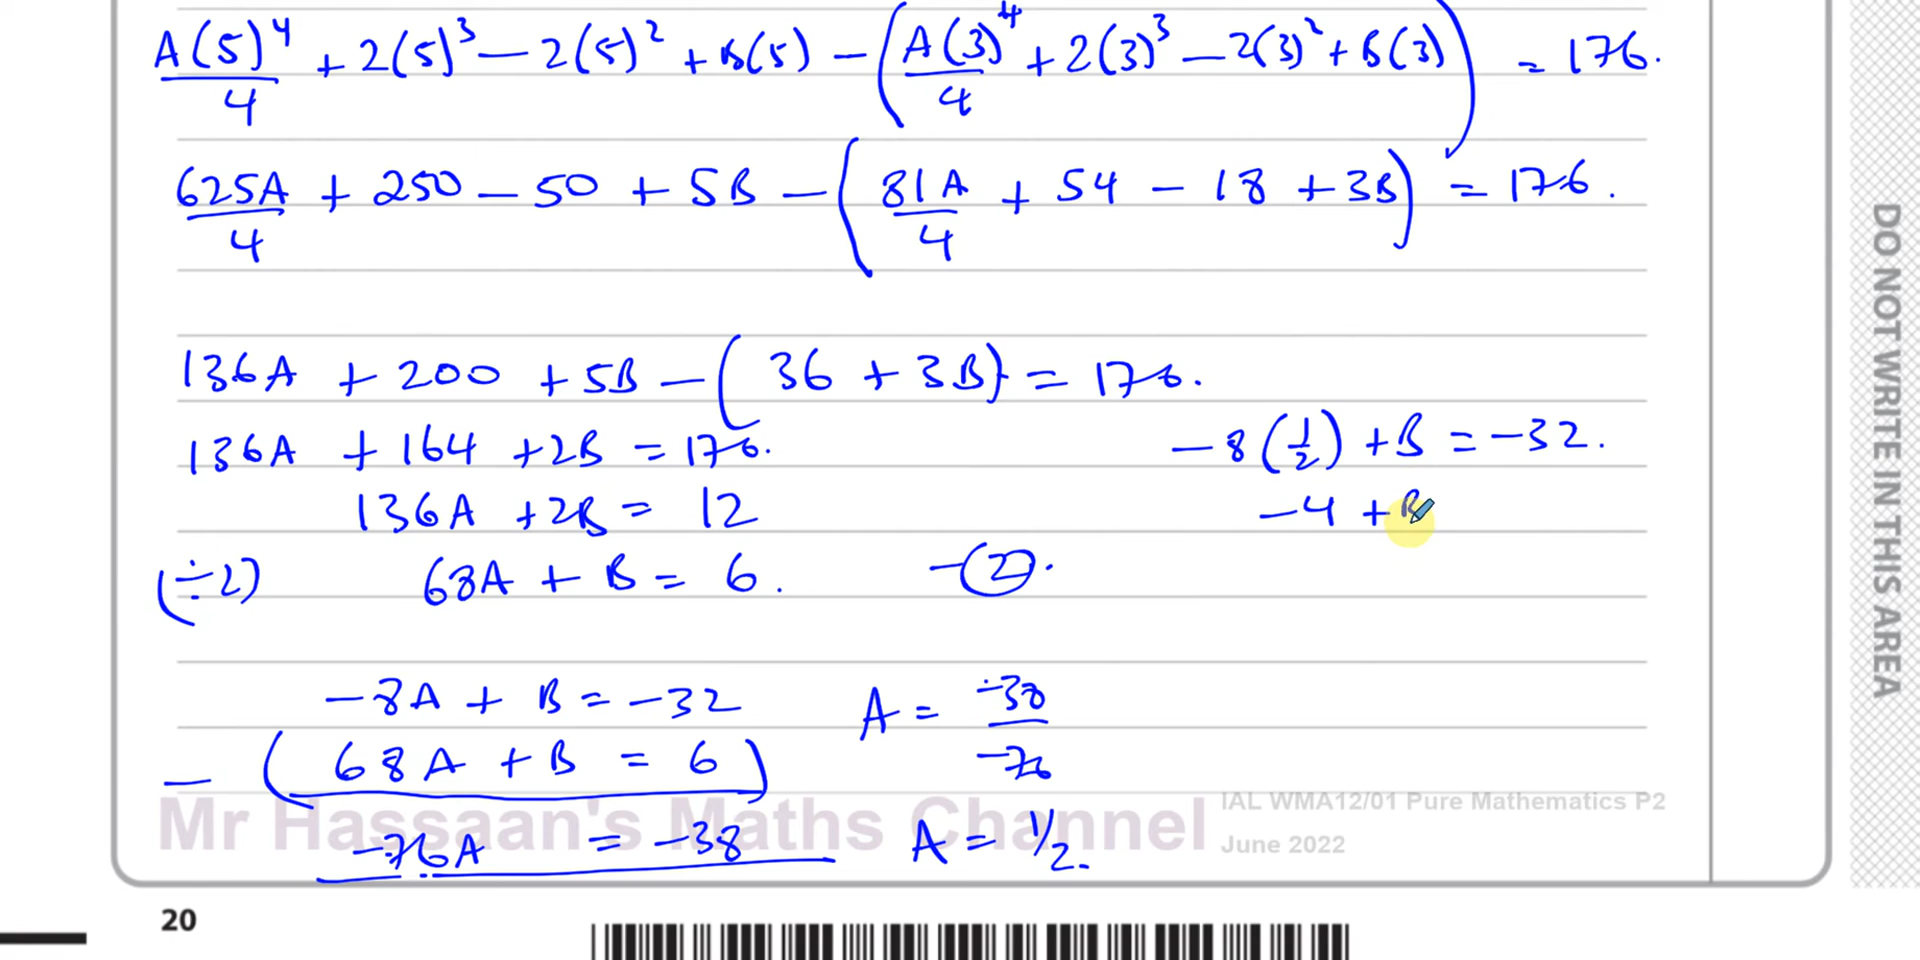 A(5)⁴/4 + 2(5)³ − 2(5)² + B(5) − (A(3)⁴/4 + 2(3)³ − 2(3)² + B(3)) = 176.
625A/4 + 250 − 50 + 5B − (81A/4 + 54 − 18 + 3B) = 176.
136A + 200 + 5B − (36 + 3B) = 176.
136A + 164 + 2B = 176.
136A + 2B = 12
(÷2) 68A + B = 6. −(2).
−8(1/2) + B = −32.
−4 + B
−8A + B = −32
− (68A + B = 6)
−76A = −38
A = −38/−76
A = 1/2.
Mr Hassaan's Maths Channel
IAL WMA12/01 Pure Mathematics P2
June 2022
20
DO NOT WRITE IN THIS AREA